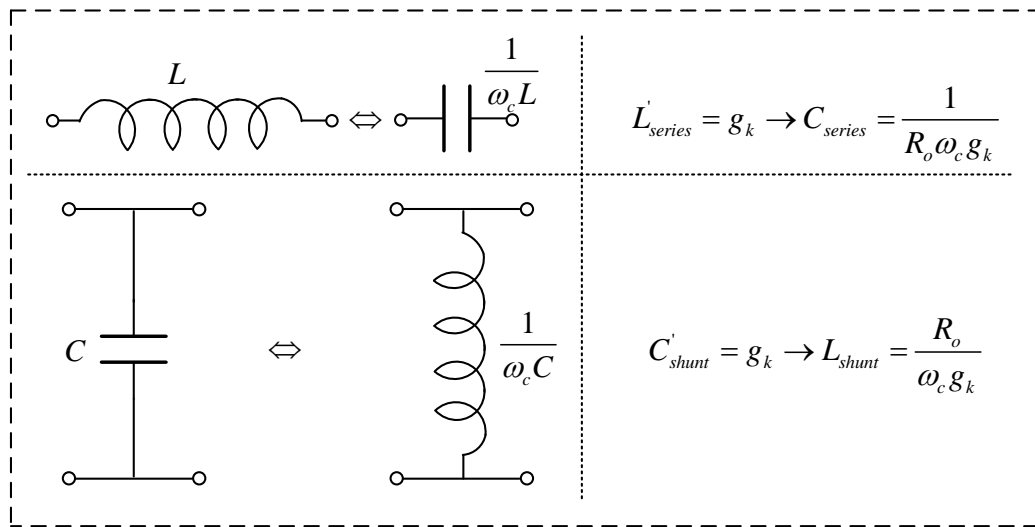 L ⇔ 1/(ω_c L)
L'_series = g_k → C_series = 1/(R_o ω_c g_k)
C ⇔ 1/(ω_c C)
C'_shunt = g_k → L_shunt = R_o/(ω_c g_k)